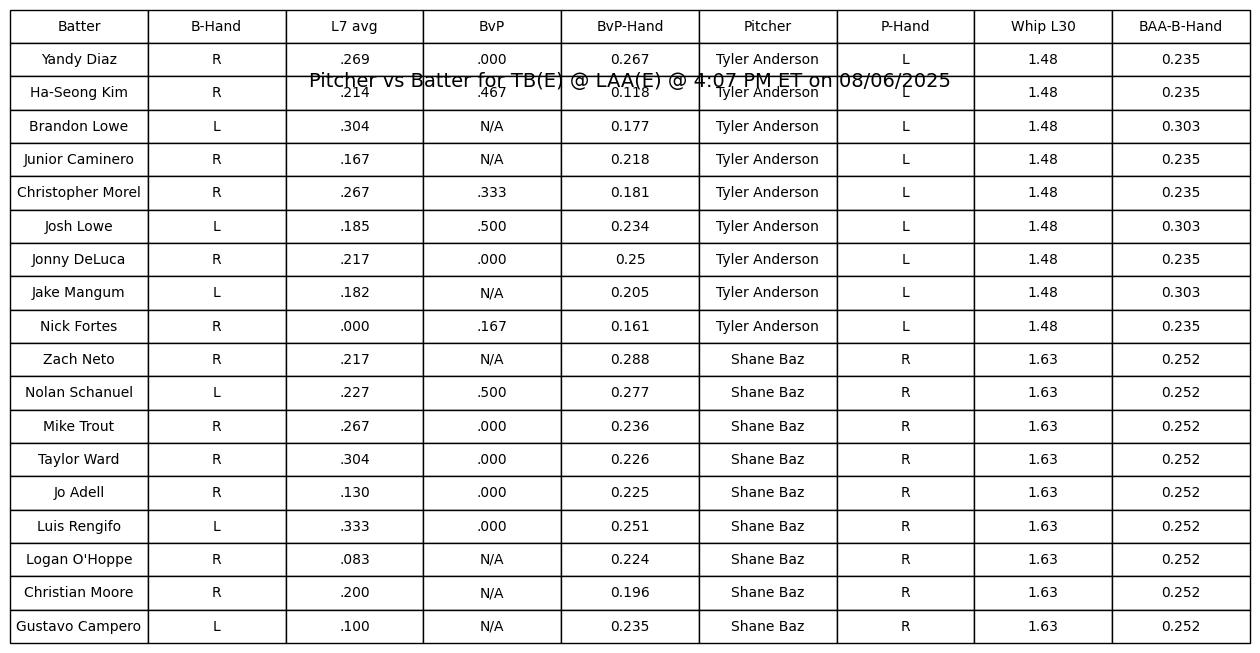 Batter B-Hand L7 avg BvP BvP-Hand Pitcher P-Hand Whip L30 BAA-B-Hand
Yandy Diaz R .269 .000 0.267 Tyler Anderson L 1.48 0.235
Pitcher vs Batter for TB(E) @ LAA(E) @ 4:07 PM ET on 08/06/2025
Ha-Seong Kim R .214 .467 0.118 Tyler Anderson L 1.48 0.235
Brandon Lowe L .304 N/A 0.177 Tyler Anderson L 1.48 0.303
Junior Caminero R .167 N/A 0.218 Tyler Anderson L 1.48 0.235
Christopher Morel R .267 .333 0.181 Tyler Anderson L 1.48 0.235
Josh Lowe L .185 .500 0.234 Tyler Anderson L 1.48 0.303
Jonny DeLuca R .217 .000 0.25 Tyler Anderson L 1.48 0.235
Jake Mangum L .182 N/A 0.205 Tyler Anderson L 1.48 0.303
Nick Fortes R .000 .167 0.161 Tyler Anderson L 1.48 0.235
Zach Neto R .217 N/A 0.288 Shane Baz R 1.63 0.252
Nolan Schanuel L .227 .500 0.277 Shane Baz R 1.63 0.252
Mike Trout R .267 .000 0.236 Shane Baz R 1.63 0.252
Taylor Ward R .304 .000 0.226 Shane Baz R 1.63 0.252
Jo Adell R .130 .000 0.225 Shane Baz R 1.63 0.252
Luis Rengifo L .333 .000 0.251 Shane Baz R 1.63 0.252
Logan O'Hoppe R .083 N/A 0.224 Shane Baz R 1.63 0.252
Christian Moore R .200 N/A 0.196 Shane Baz R 1.63 0.252
Gustavo Campero L .100 N/A 0.235 Shane Baz R 1.63 0.252